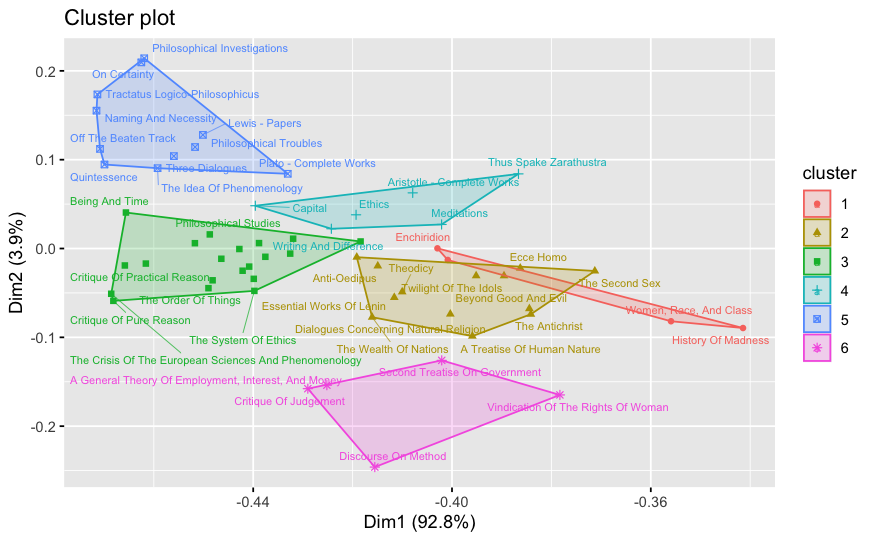 Cluster plot
Philosophical Investigations
On Certainty
Tractatus Logico-Philosophicus
Naming And Necessity
Lewis - Papers
Off The Beaten Track
Philosophical Troubles
Three Dialogues
Plato - Complete Works
Quintessence
The Idea Of Phenomenology
Thus Spake Zarathustra
Aristotle - Complete Works
Being And Time
Capital
Ethics
Meditations
Philosophical Studies
Writing And Difference
Enchiridion
Ecce Homo
Theodicy
Critique Of Practical Reason
Anti-Oedipus
The Second Sex
Twilight Of The Idols
The Order Of Things
Beyond Good And Evil
Essential Works Of Lenin
Women, Race, And Class
Critique Of Pure Reason
Dialogues Concerning Natural Religion
The Antichrist
The System Of Ethics
History Of Madness
The Wealth Of Nations
A Treatise Of Human Nature
The Crisis Of The European Sciences And Phenomenology
Second Treatise On Government
A General Theory Of Employment, Interest, And Money
Critique Of Judgement
Vindication Of The Rights Of Woman
Discourse On Method
0.2
0.1
0.0
-0.1
-0.2
Dim2 (3.9%)
-0.44
-0.40
-0.36
Dim1 (92.8%)
cluster
1
2
3
4
5
6